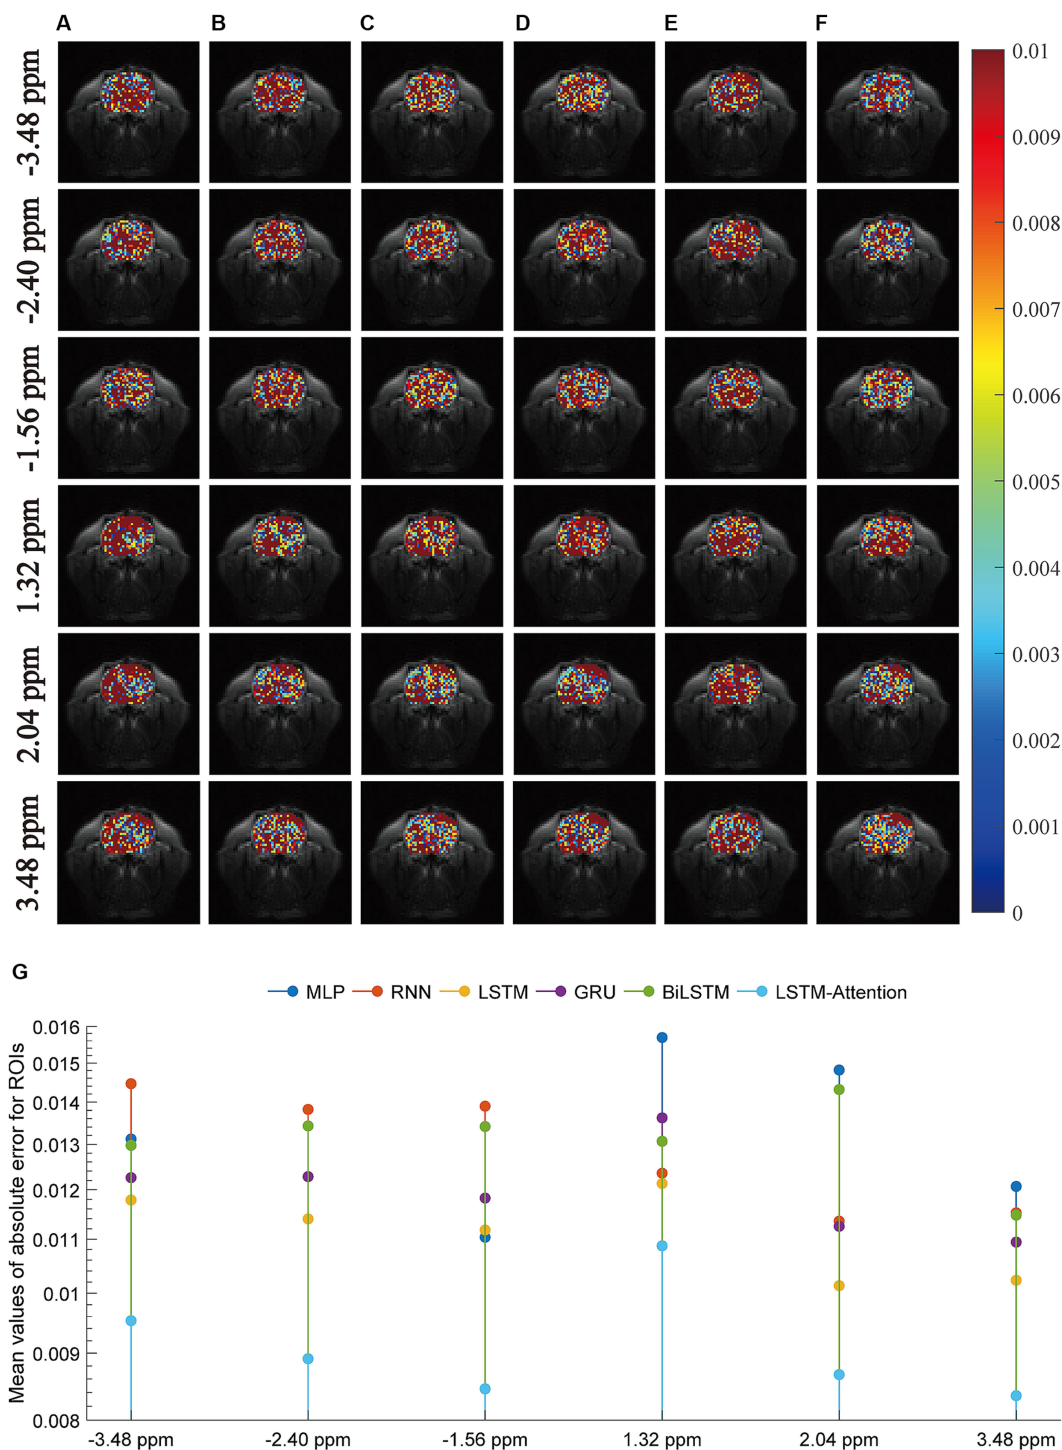 A B C D E F
-3.48 ppm
-2.40 ppm
-1.56 ppm
1.32 ppm
2.04 ppm
3.48 ppm
0.01
0.009
0.008
0.007
0.006
0.005
0.004
0.003
0.002
0.001
0
G
MLP RNN LSTM GRU BiLSTM LSTM-Attention
Mean values of absolute error for ROIs
0.016
0.015
0.014
0.013
0.012
0.011
0.01
0.009
0.008
-3.48 ppm -2.40 ppm -1.56 ppm 1.32 ppm 2.04 ppm 3.48 ppm